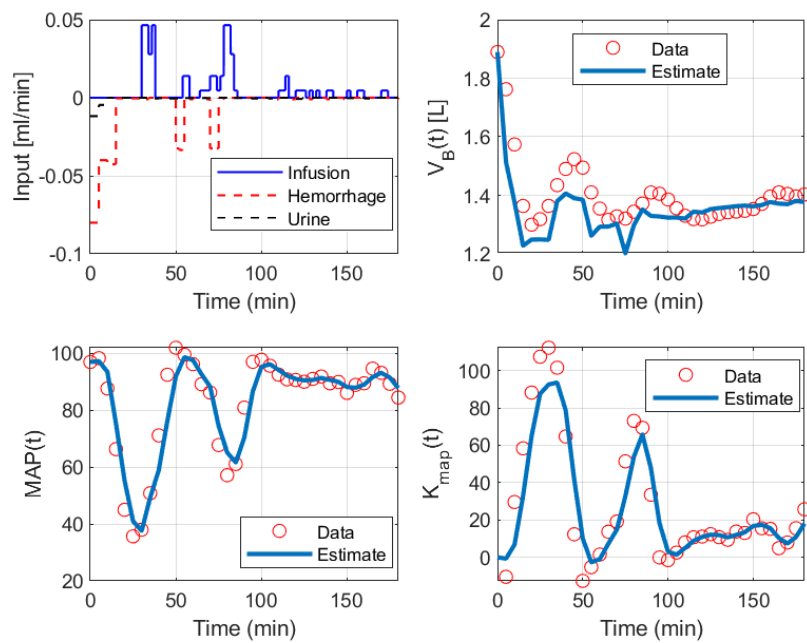 0.05
0
-0.05
-0.1
Input [ml/min]
Infusion
Hemorrhage
Urine
0 50 100 150
Time (min)
2
1.8
1.6
1.4
1.2
V_B(t) [L]
Data
Estimate
0 50 100 150
Time (min)
100
80
60
40
20
MAP(t)
Data
Estimate
0 50 100 150
Time (min)
100
80
60
40
20
0
K_map(t)
Data
Estimate
0 50 100 150
Time (min)